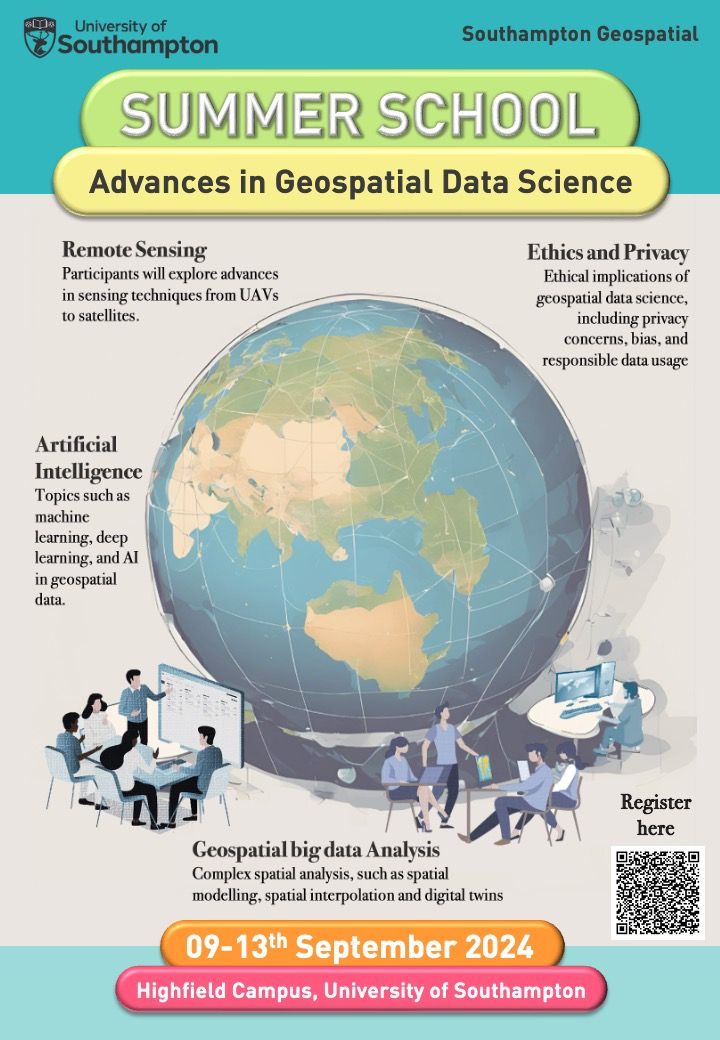 University of
Southampton
Southampton Geospatial
SUMMER SCHOOL
Advances in Geospatial Data Science
Remote Sensing
Participants will explore advances
in sensing techniques from UAVs
to satellites.
Ethics and Privacy
Ethical implications of
geospatial data science,
including privacy
concerns, bias, and
responsible data usage
Artificial
Intelligence
Topics such as
machine
learning, deep
learning, and AI
in geospatial
data.
Register
here
Geospatial big data Analysis
Complex spatial analysis, such as spatial
modelling, spatial interpolation and digital twins
09-13th September 2024
Highfield Campus, University of Southampton